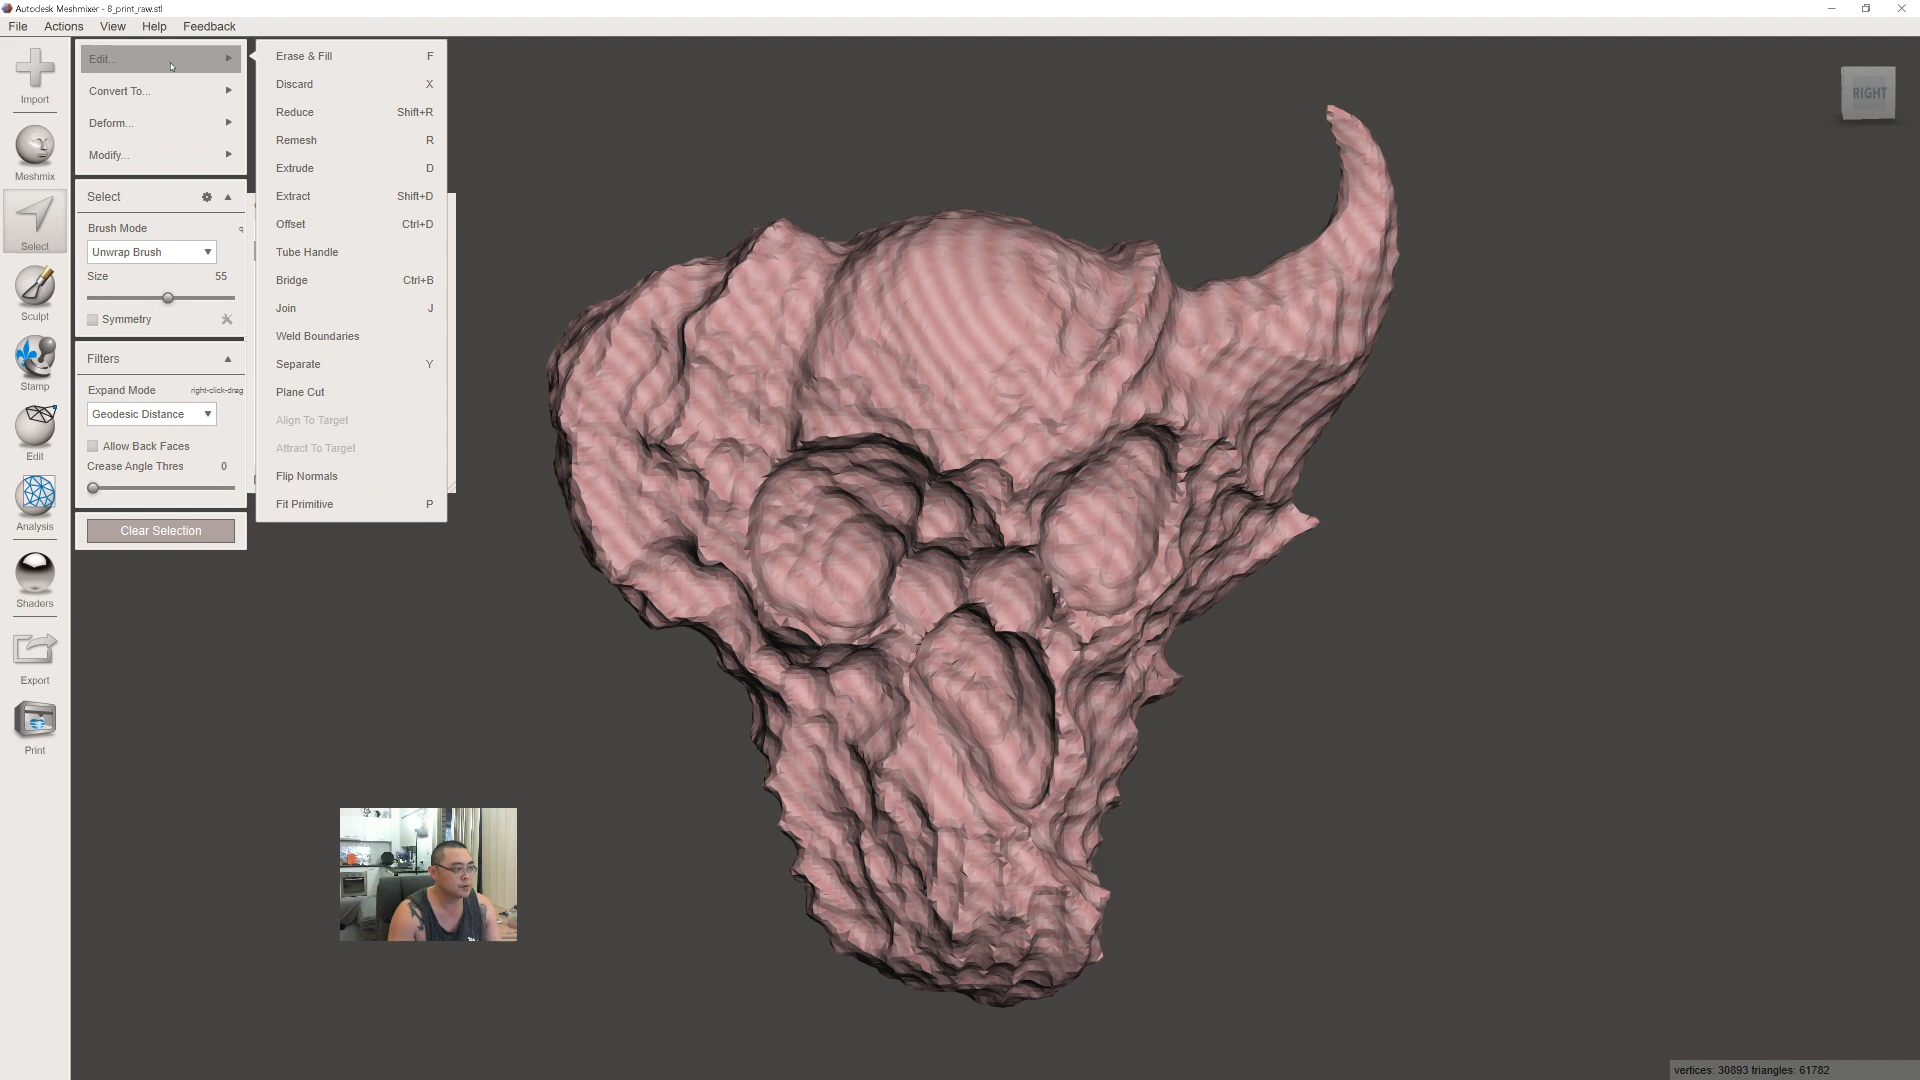 Autodesk Meshmixer - 8_print_raw.stl
File Actions View Help Feedback
Import
Meshmix
Select
Sculpt
Stamp
Edit
Analysis
Shaders
Export
Print
Edit...
Convert To...
Deform...
Modify...
Select
Brush Mode
q
Unwrap Brush
Size 55
Symmetry
Filters
Expand Mode right-click-drag
Geodesic Distance
Allow Back Faces
Crease Angle Thres 0
Clear Selection
Erase & Fill F
Discard X
Reduce Shift+R
Remesh R
Extrude D
Extract Shift+D
Offset Ctrl+D
Tube Handle
Bridge Ctrl+B
Join J
Weld Boundaries
Separate Y
Plane Cut
Align To Target
Attract To Target
Flip Normals
Fit Primitive P
RIGHT
vertices: 30893 triangles: 61782